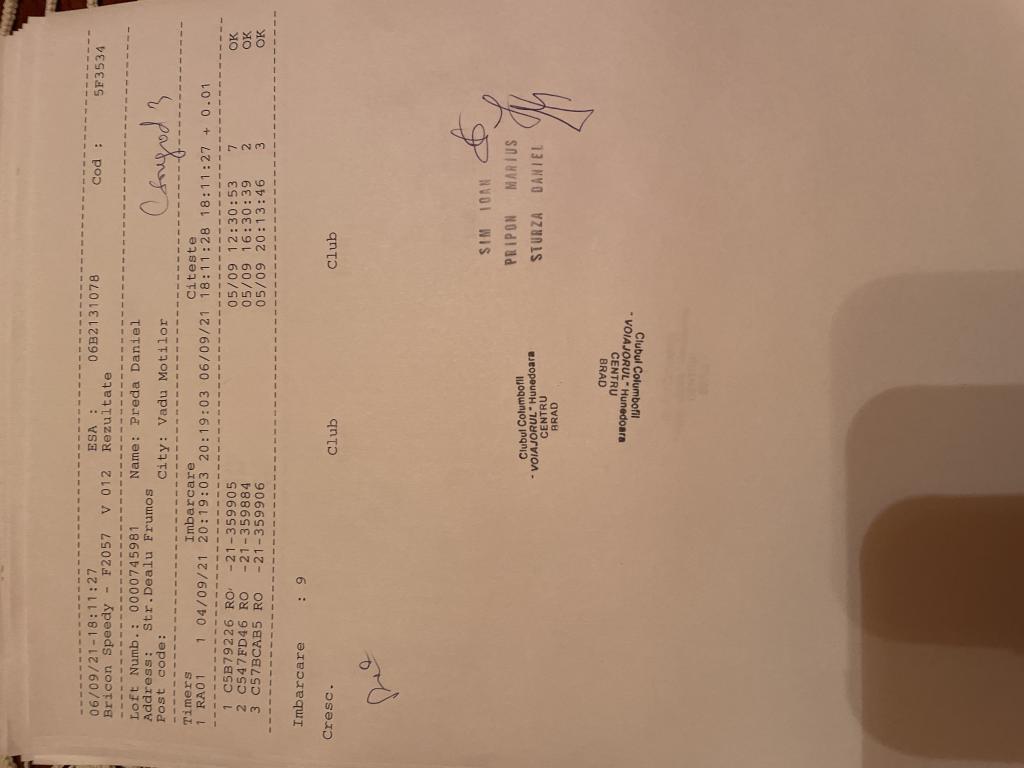 06/09/21-18:11:27 ESA : 06B2131078 Cod : 5F3534
Bricon Speedy - F2057 V 012 Rezultate
Loft Numb.: 0000745981 Name: Preda Daniel
Address: Str.Dealu Frumos
Post code: City: Vadu Motilor
Csongod 3
Timers Imbarcare Citeste
1 RA01 1 04/09/21 20:19:03 20:19:03 06/09/21 18:11:28 18:11:27 + 0.01
1 C5B79226 RO -21-359905 05/09 12:30:53 7 OK
2 C547FD46 RO -21-359884 05/09 16:30:39 2 OK
3 C57BCAB5 RO -21-359906 05/09 20:13:46 3 OK
Imbarcare : 9
Cresc. Club Club
SIM IOAN
PRIPON MARIUS
STURZA DANIEL
Clubul Columbofil
- VOIAJORUL " Hunedoara
CENTRU
BRAD
Clubul Columbofil
- VOIAJORUL " Hunedoara
CENTRU
BRAD